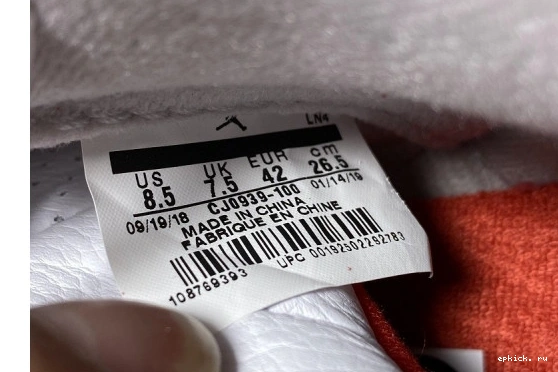 LN4
US UK EUR cm
8.5 7.5 42 26.5
09/19/18 CJ0939-100 01/14/19
MADE IN CHINA
FABRIQUE EN CHINE
108769393 UPC 00192502292783
epkick.ru